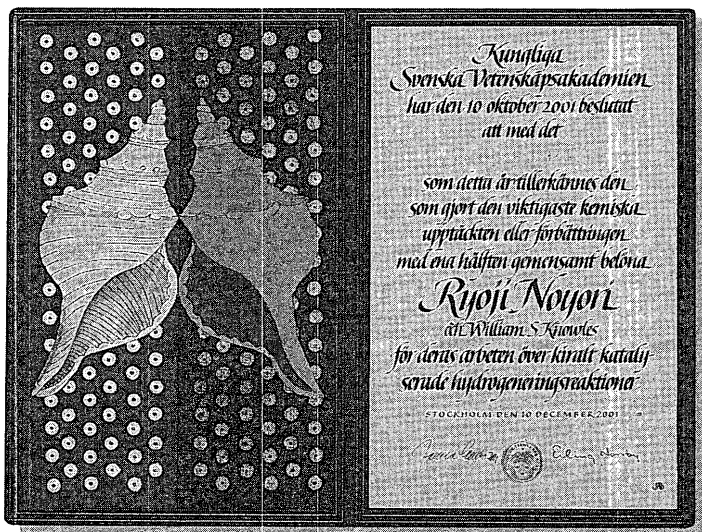 Kungliga
Svenska Vetenskapsakademien
har den 10 oktober 2001 beslutat
att med det
som detta år tillerkännes den
som gjort den viktigaste kemiska
upptäckten eller förbättringen
med ena hälften gemensamt belöna
Ryoji Noyori
och William S Knowles
för deras arbeten över kiralt kataly-
serade hydrogeneringsreaktioner
STOCKHOLM DEN 10 DECEMBER 2001